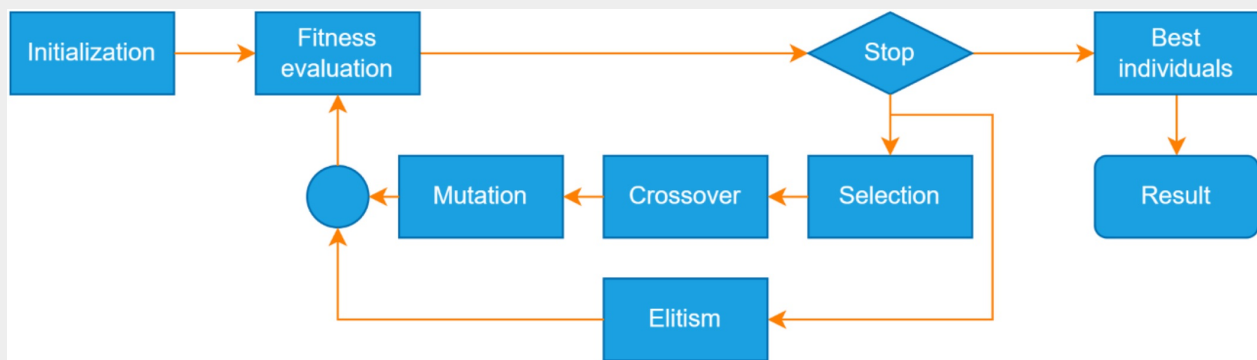 Initialization
Fitness
evaluation
Stop
Best
individuals
Mutation
Crossover
Selection
Result
Elitism